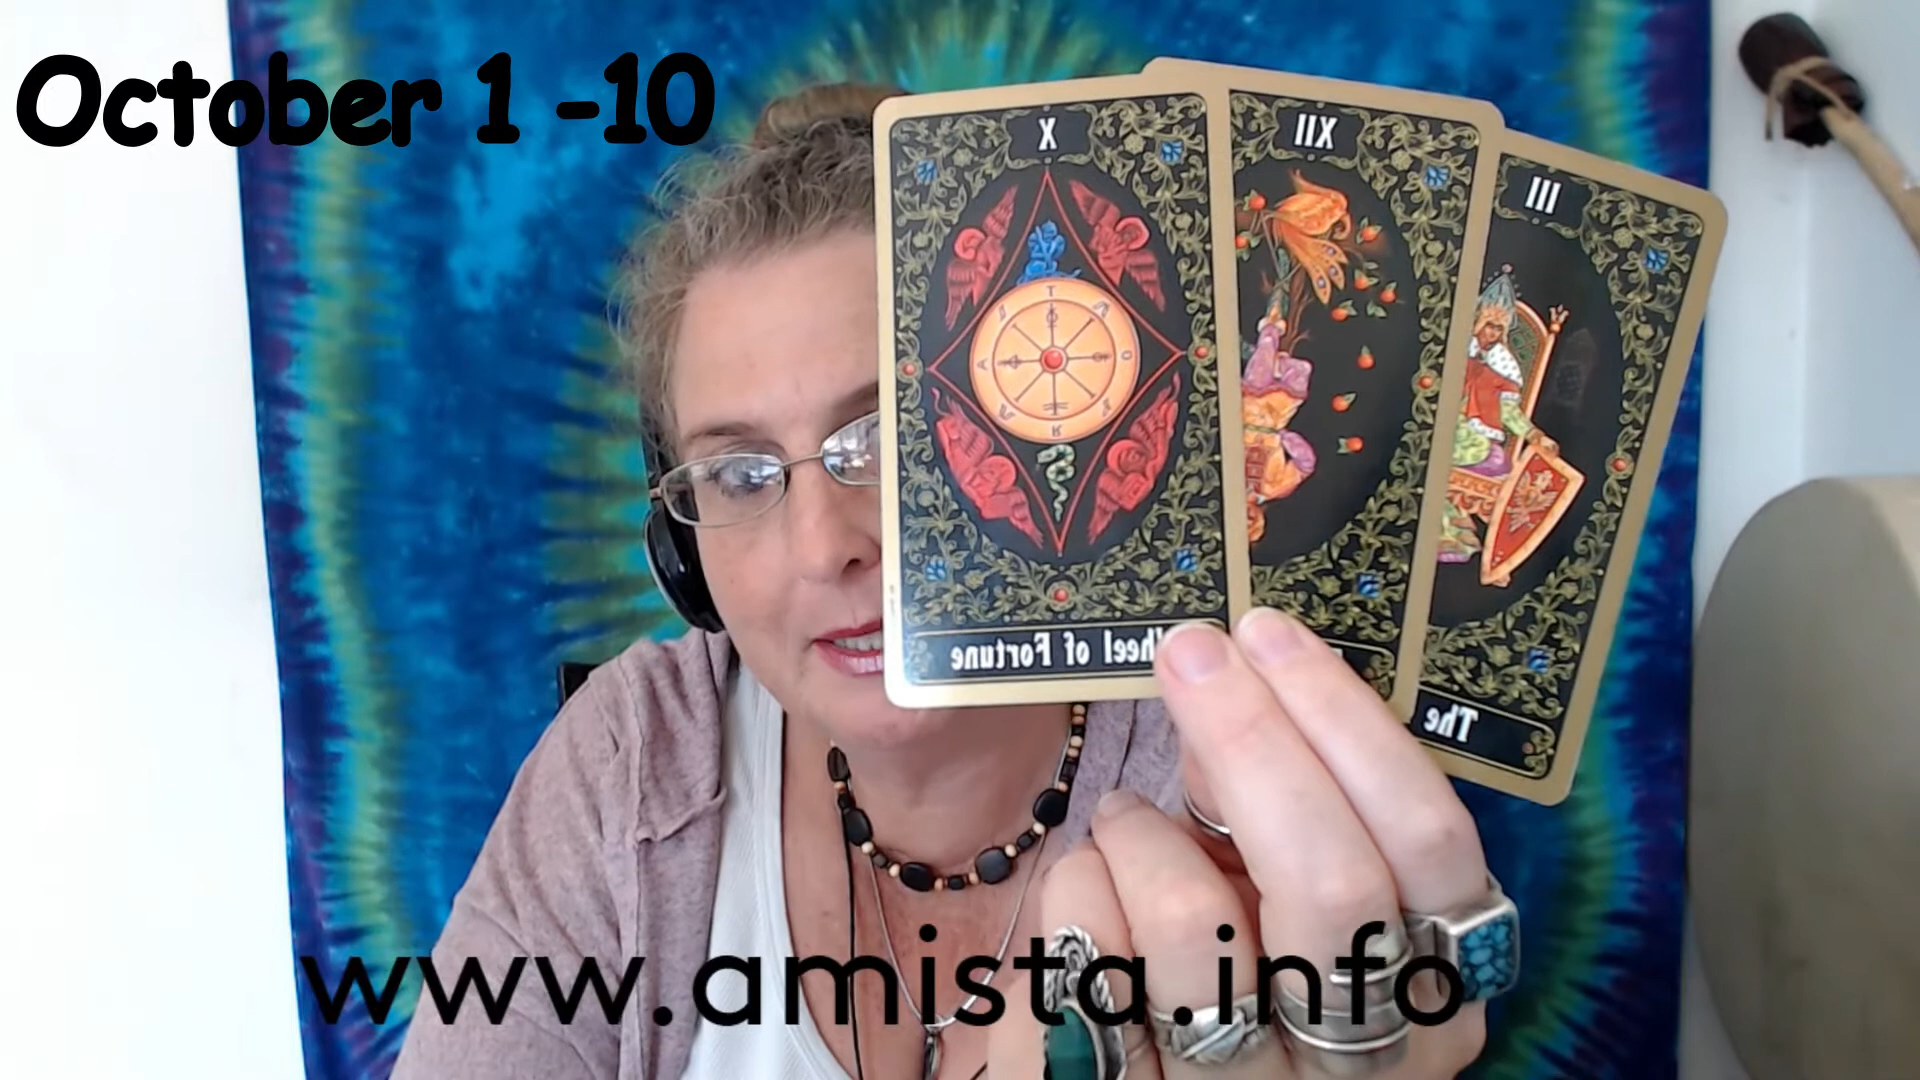 October 1 -10
X
XII
III
Wheel of Fortune
The
www.amista.info